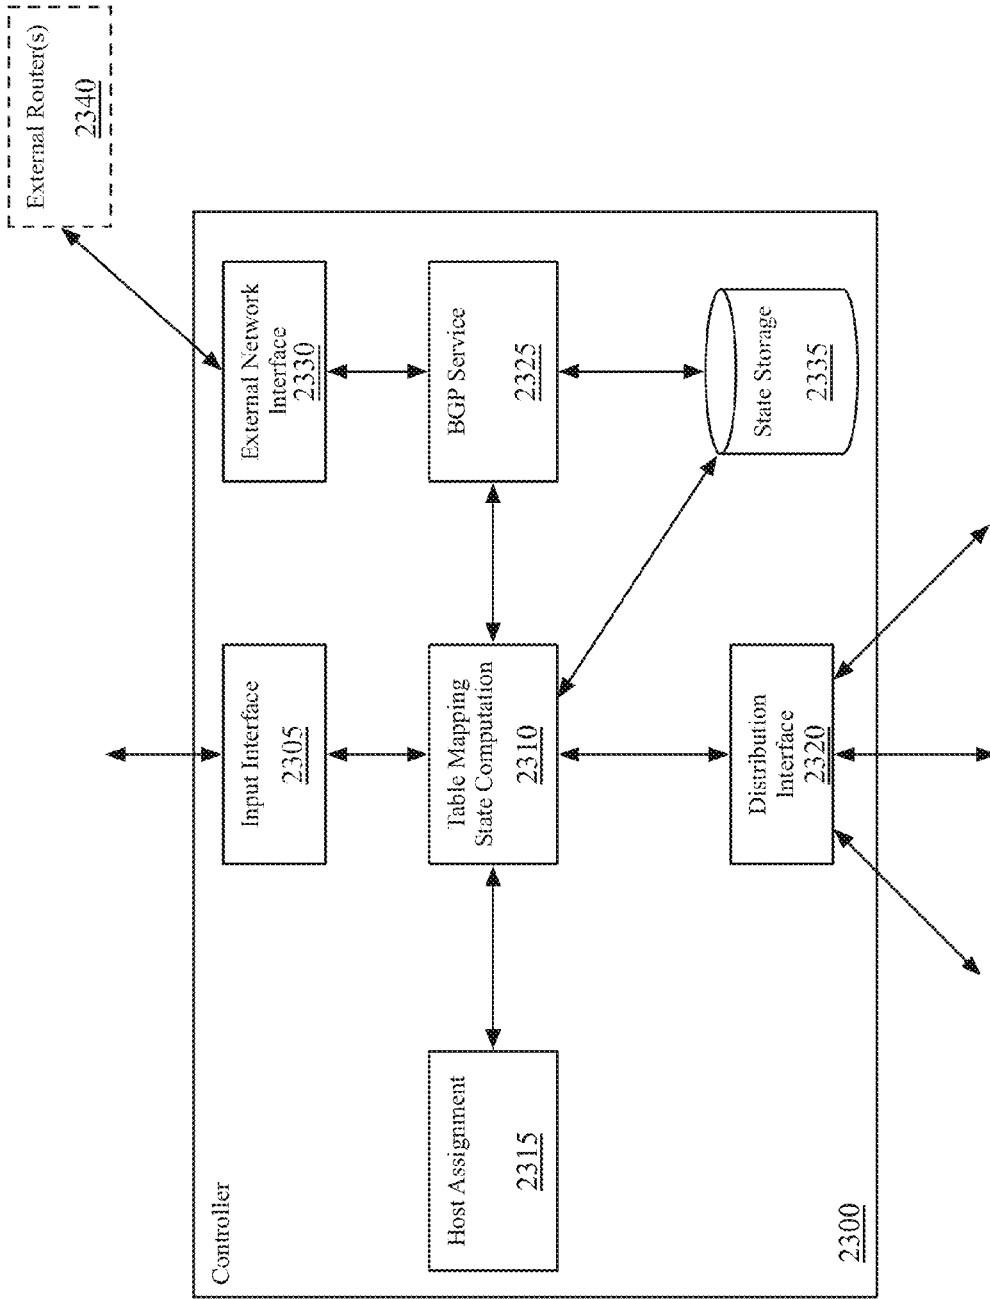 Controller
External Router(s)
2340
Input Interface
2305
External Network
Interface
2330
Host Assignment
2315
Table Mapping
State Computation
2310
BGP Service
2325
Distribution
Interface
2320
State Storage
2335
2300